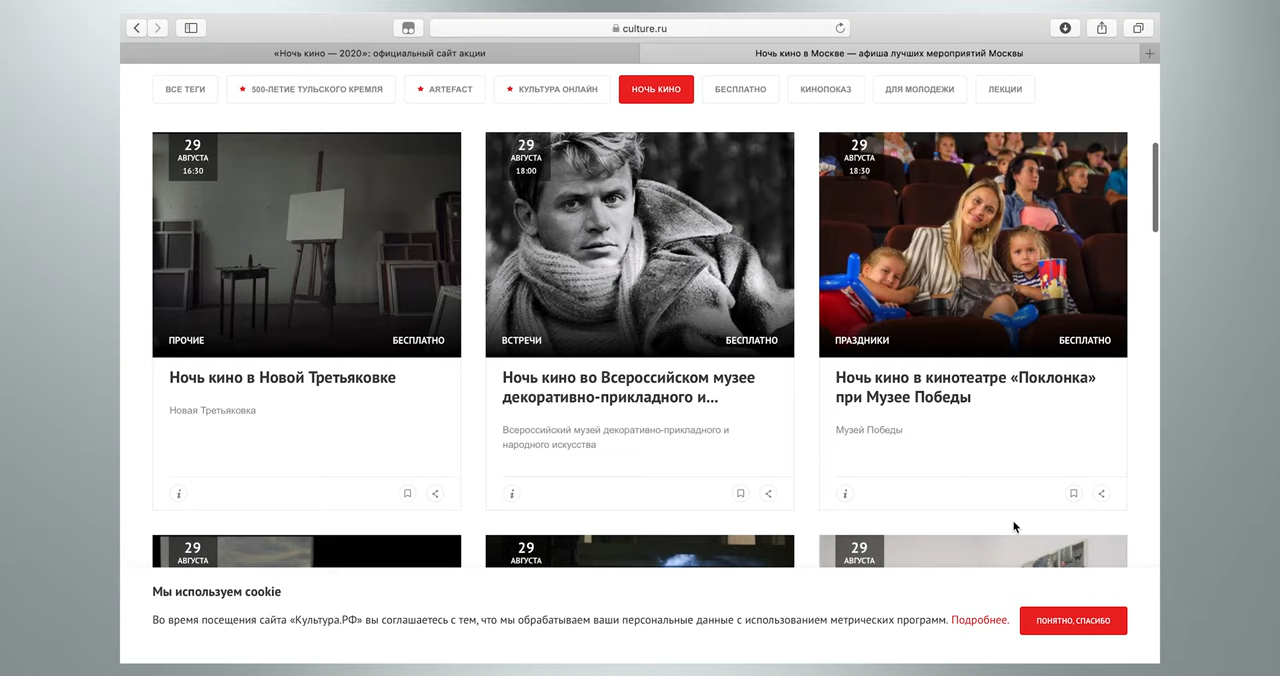 culture.ru
«Ночь кино — 2020»: официальный сайт акции
Ночь кино в Москве — афиша лучших мероприятий Москвы
ВСЕ ТЕГИ
500-ЛЕТИЕ ТУЛЬСКОГО КРЕМЛЯ
ARTEFACT
КУЛЬТУРА ОНЛАЙН
НОЧЬ КИНО
БЕСПЛАТНО
КИНОПОКАЗ
ДЛЯ МОЛОДЕЖИ
ЛЕКЦИИ
29
АВГУСТА
16:30
ПРОЧИЕ
БЕСПЛАТНО
Ночь кино в Новой Третьяковке
Новая Третьяковка
29
АВГУСТА
18:00
ВСТРЕЧИ
БЕСПЛАТНО
Ночь кино во Всероссийском музее
декоративно-прикладного и...
Всероссийский музей декоративно-прикладного и
народного искусства
29
АВГУСТА
18:30
ПРАЗДНИКИ
БЕСПЛАТНО
Ночь кино в кинотеатре «Поклонка»
при Музее Победы
Музей Победы
29
АВГУСТА
29
АВГУСТА
29
АВГУСТА
Мы используем cookie
Во время посещения сайта «Культура.РФ» вы соглашаетесь с тем, что мы обрабатываем ваши персональные данные с использованием метрических программ. Подробнее.
ПОНЯТНО, СПАСИБО